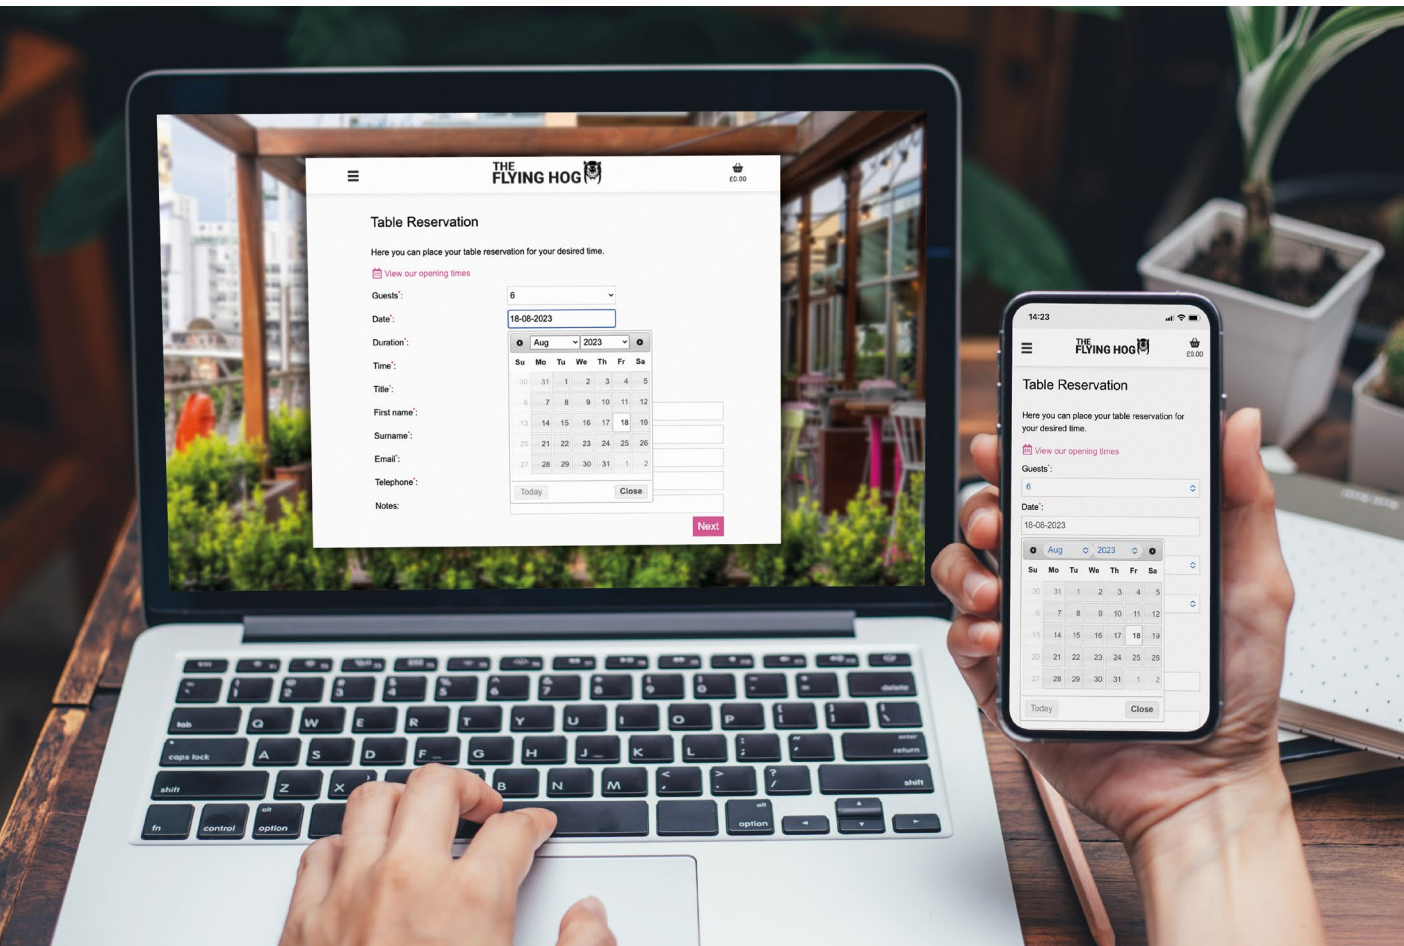 THE
FLYING HOG
£0.00
Table Reservation
Here you can place your table reservation for your desired time.
View our opening times
Guests*: 6
Date*: 18-08-2023
Duration*:
Time*:
Title*:
First name*:
Surname*:
Email*:
Telephone*:
Notes:
Aug 2023
Su Mo Tu We Th Fr Sa
30 31 1 2 3 4 5
6 7 8 9 10 11 12
13 14 15 16 17 18 19
20 21 22 23 24 25 26
27 28 29 30 31 1 2
Today Close
Next
14:23
THE
FLYING HOG
£0.00
Table Reservation
Here you can place your table reservation for
your desired time.
View our opening times
Guests*:
6
Date*:
18-08-2023
Aug 2023
Su Mo Tu We Th Fr Sa
30 31 1 2 3 4 5
6 7 8 9 10 11 12
13 14 15 16 17 18 19
20 21 22 23 24 25 26
27 28 29 30 31 1 2
Today Close
delete
tab Q W E R T Y U I O P
caps lock A S D F G H J K L enter return
shift Z X B N M < , > . ? / shift
fn control alt option alt option